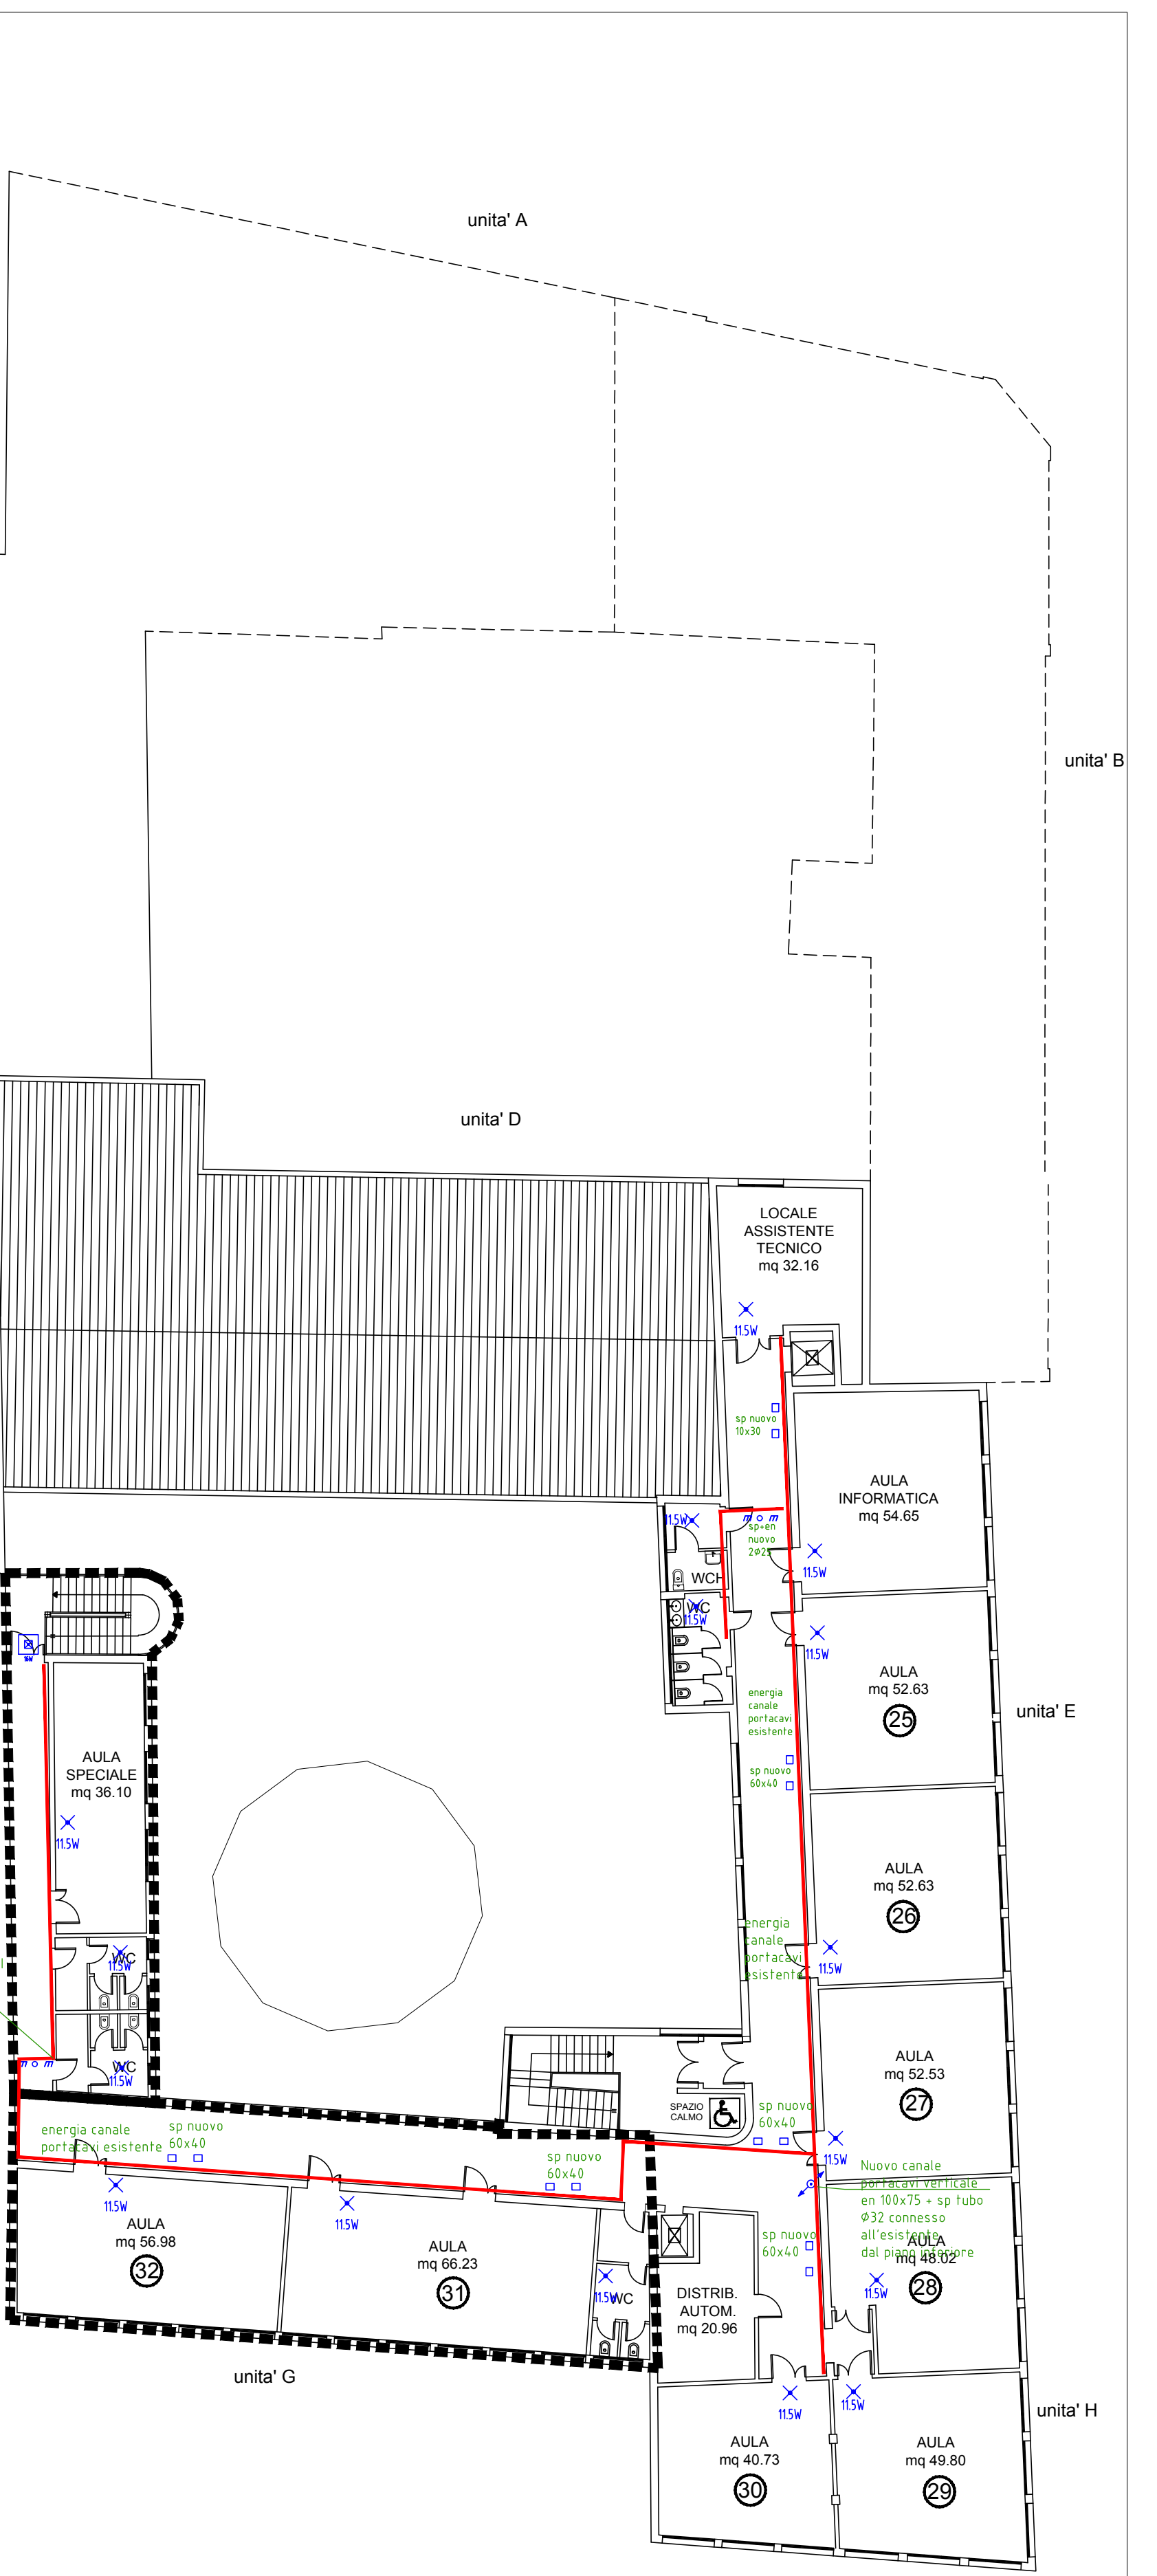 unita' A
unita' B
unita' D
LOCALE
ASSISTENTE
TECNICO
mq 32.16
11.5W
sp nuovo
10x30
AULA
INFORMATICA
mq 54.65
11.5W
11.5W
sp+en
nuovo
2Ø25
WCH
WC
11.5W
11.5W
AULA
mq 52.63
25
unita' E
energia
canale
portacavi
esistente
sp nuovo
60x40
AULA
SPECIALE
mq 36.10
11.5W
AULA
mq 52.63
26
energia
canale
portacavi
esistente
11.5W
WC
11.5W
AULA
mq 52.53
27
WC
11.5W
SPAZIO
CALMO
sp nuovo
60x40
energia canale
portacavi esistente
sp nuovo
60x40
sp nuovo
60x40
11.5W
Nuovo canale
portacavi verticale
en 100x75 + sp tubo
Ø32 connesso
all'esistente
dal piano inferiore
11.5W
AULA
mq 56.98
32
11.5W
AULA
mq 66.23
31
sp nuovo
60x40
AULA
mq 48.02
28
11.5W
11.5W
WC
DISTRIB.
AUTOM.
mq 20.96
unita' G
11.5W
11.5W
unita' H
AULA
mq 40.73
30
AULA
mq 49.80
29